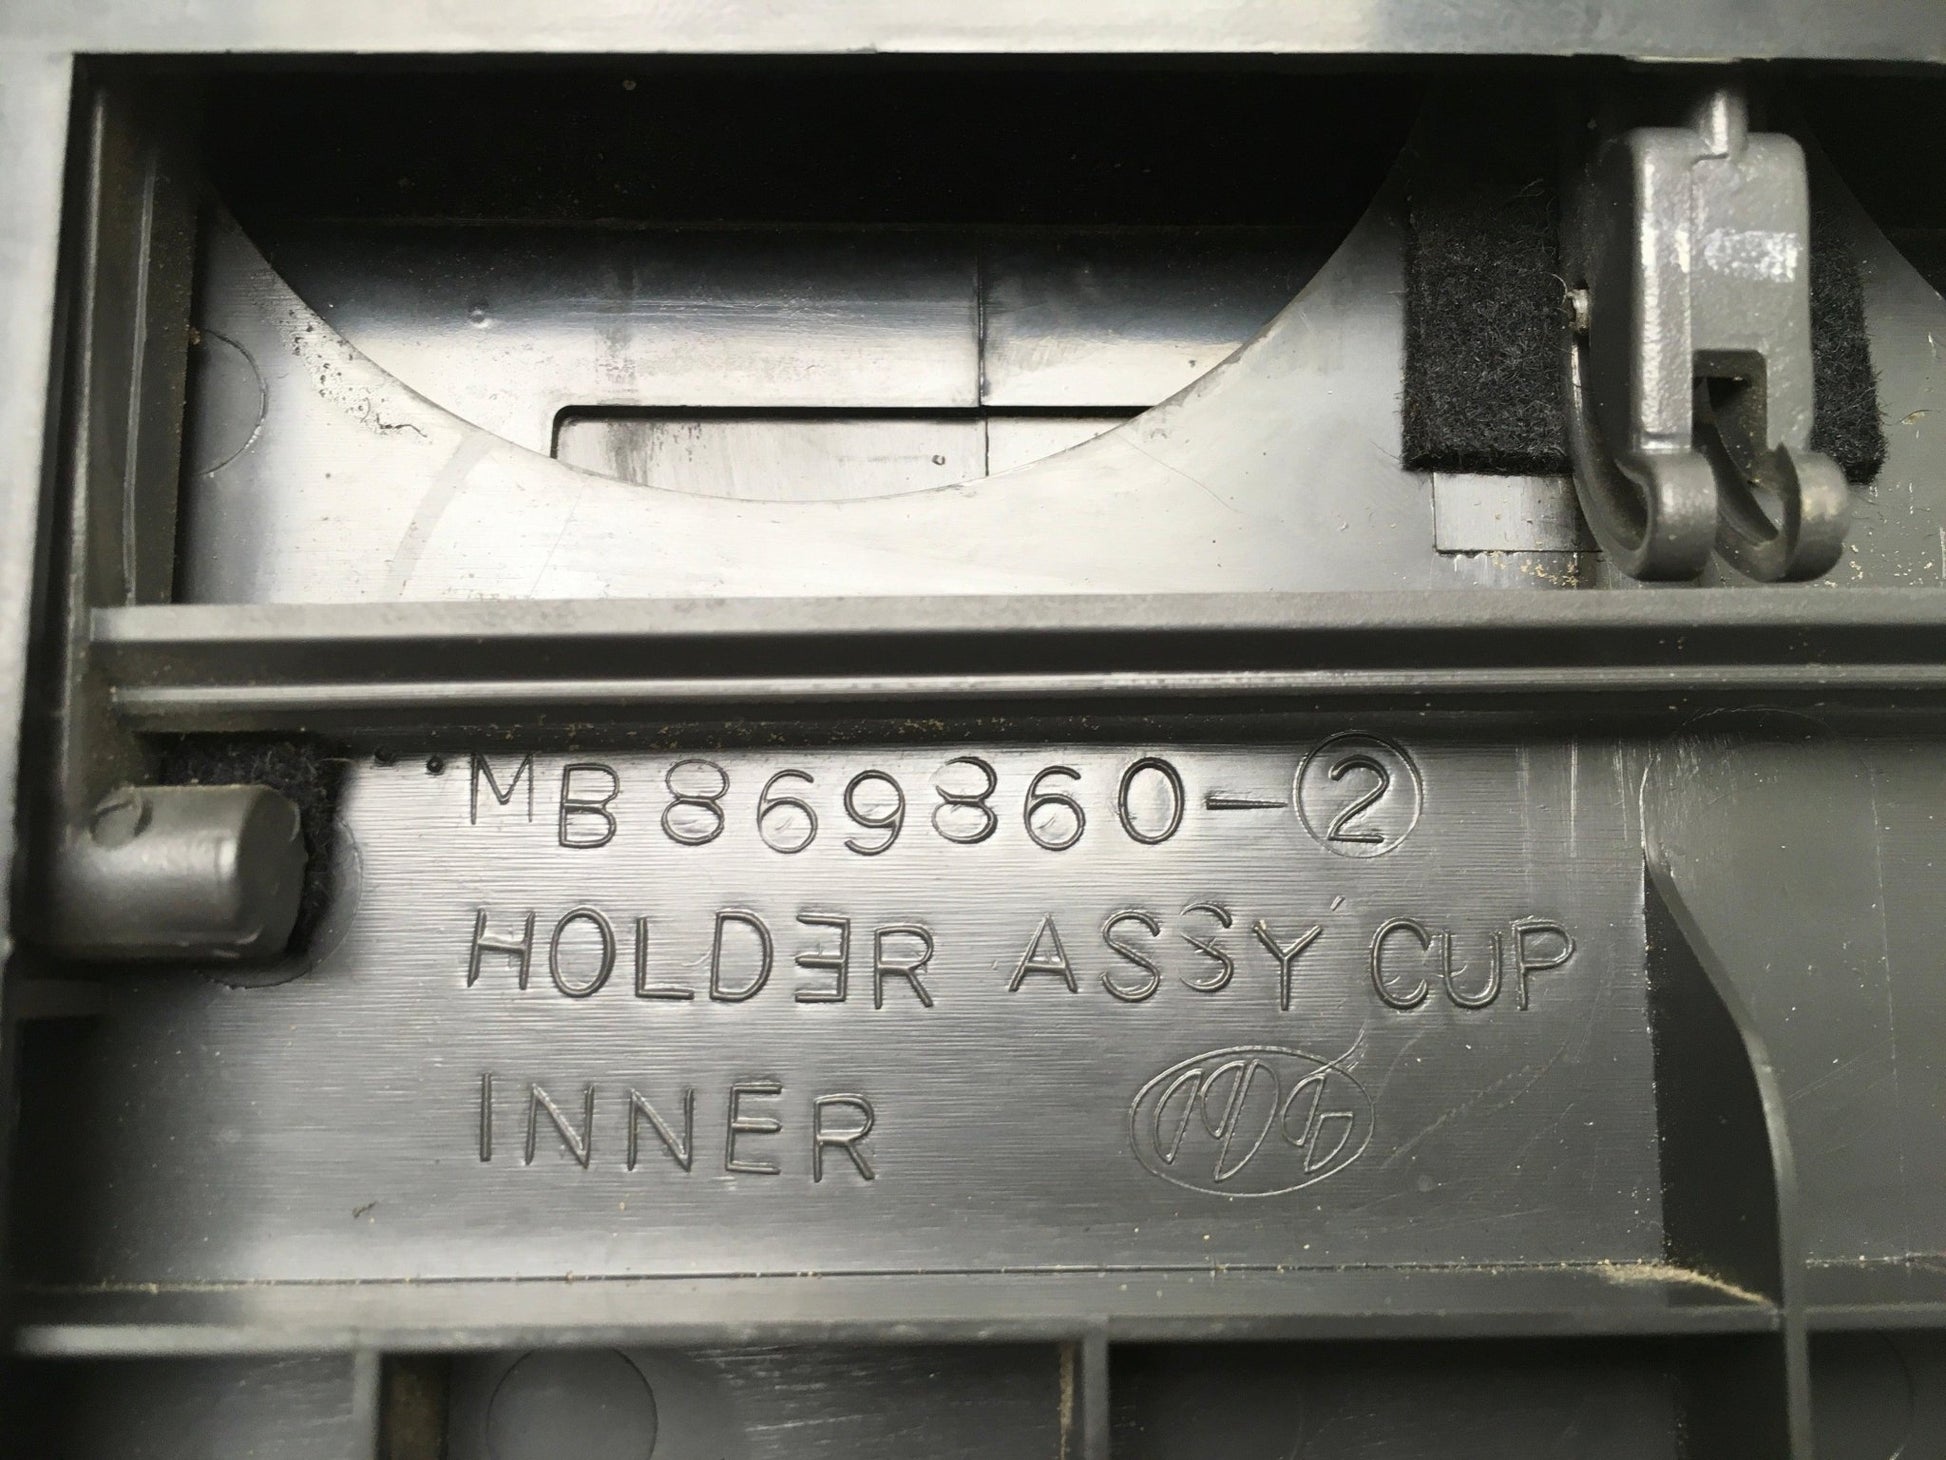 MB869860-②
HOLDER ASSY CUP
INNER